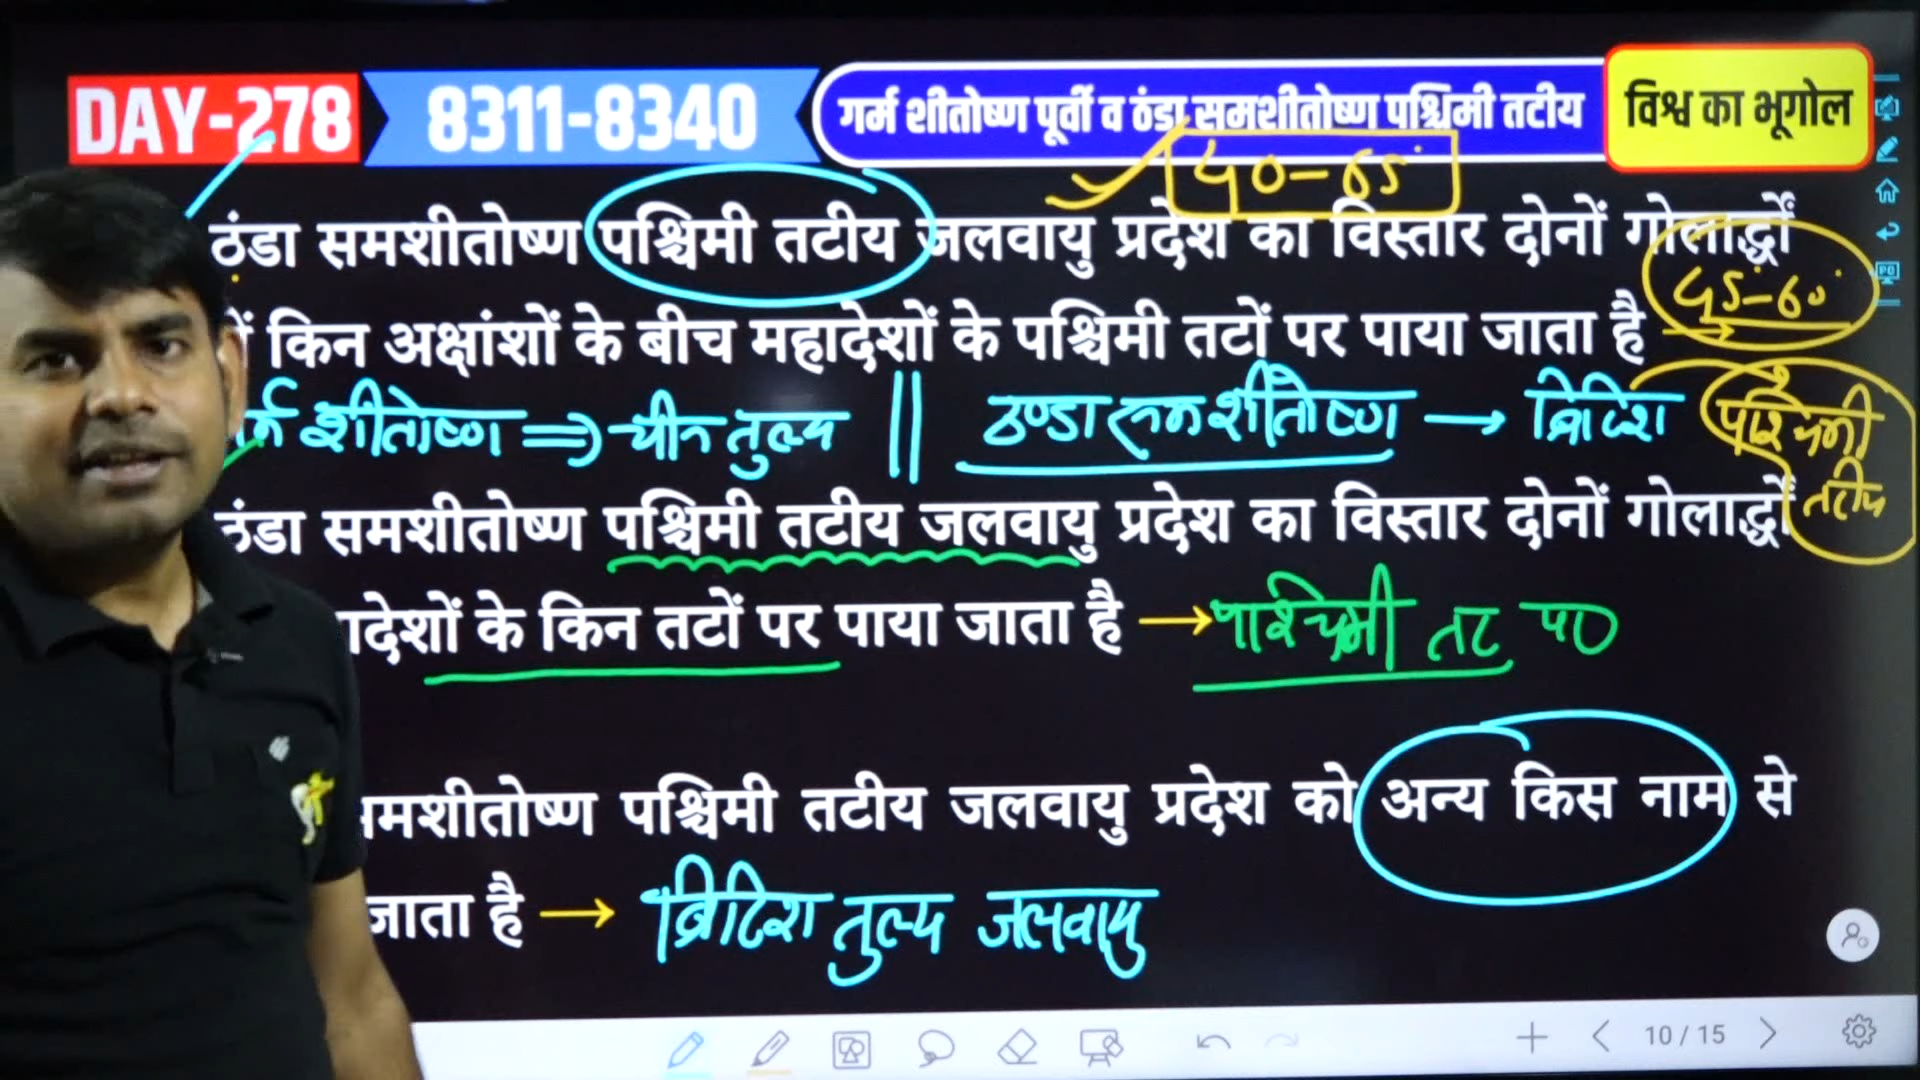 DAY-278 8311-8340 गर्म शीतोष्ण पूर्वी व ठंडा समशीतोष्ण पश्चिमी तटीय विश्व का भूगोल
40-65°
ठंडा समशीतोष्ण पश्चिमी तटीय जलवायु प्रदेश का विस्तार दोनों गोलार्द्धों
45°-60°
किन अक्षांशों के बीच महादेशों के पश्चिमी तटों पर पाया जाता है →
शीतोष्ण ⇒ चीन तुल्य || ठण्डा समशीतोष्ण → ब्रिटिश पश्चिमी
तटीय
ठंडा समशीतोष्ण पश्चिमी तटीय जलवायु प्रदेश का विस्तार दोनों गोलार्द्धों
के किन तटों पर पाया जाता है → पश्चिमी तट पर
समशीतोष्ण पश्चिमी तटीय जलवायु प्रदेश को अन्य किस नाम से
जाता है → ब्रिटिश तुल्य जलवायु
10/15